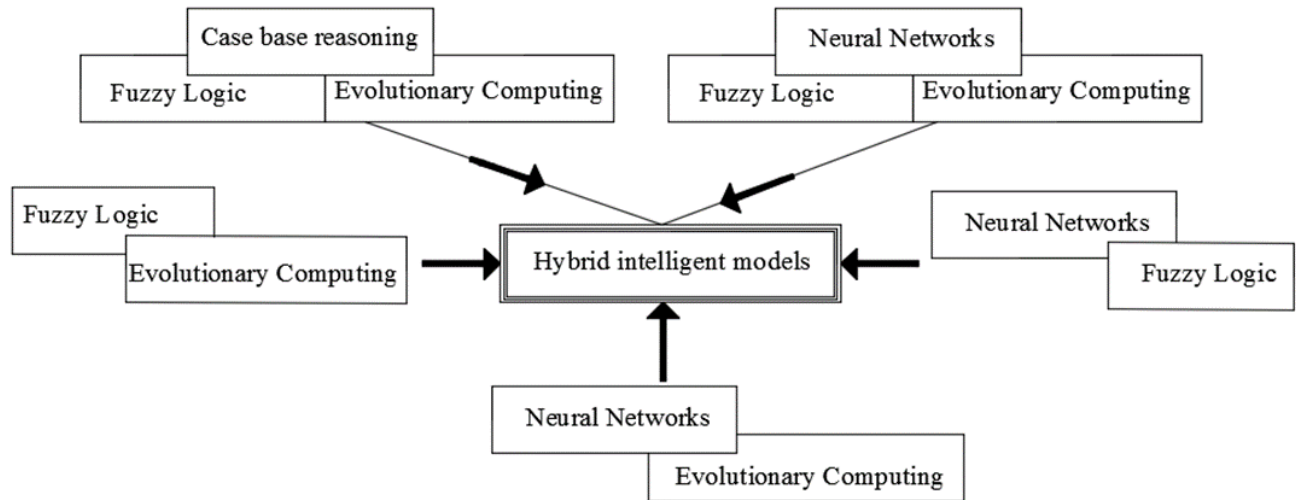 Case base reasoning
Fuzzy Logic
Evolutionary Computing
Neural Networks
Fuzzy Logic
Evolutionary Computing
Fuzzy Logic
Evolutionary Computing
Hybrid intelligent models
Neural Networks
Fuzzy Logic
Neural Networks
Evolutionary Computing